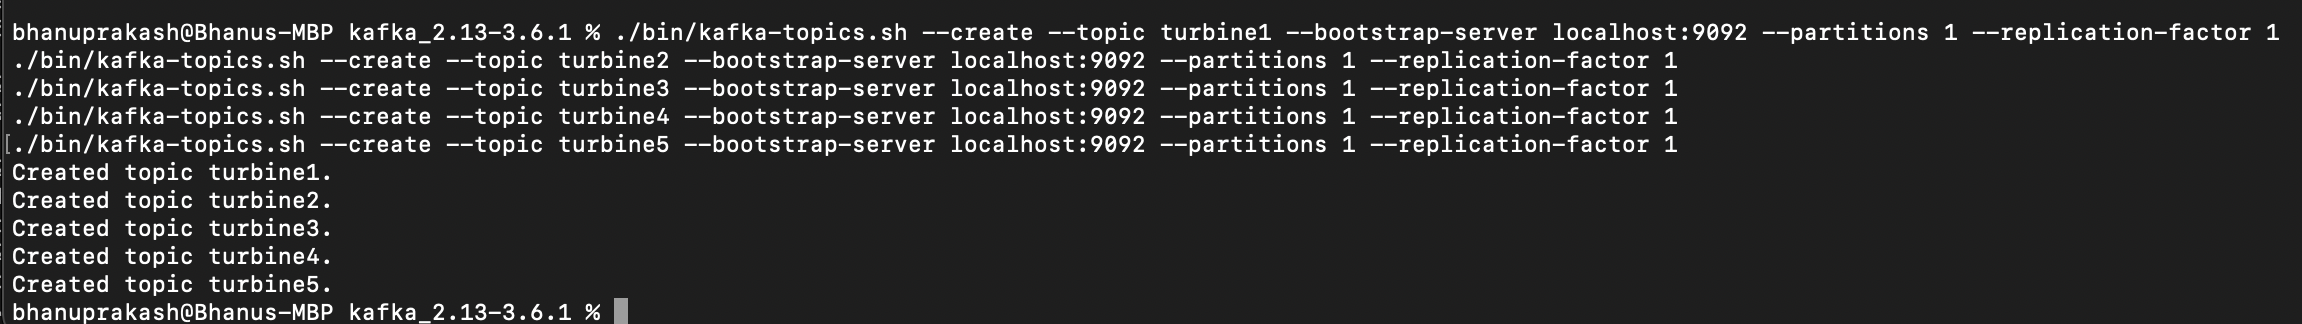 bhanuprakash@Bhanus-MBP kafka_2.13-3.6.1 % ./bin/kafka-topics.sh --create --topic turbine1 --bootstrap-server localhost:9092 --partitions 1 --replication-factor 1
./bin/kafka-topics.sh --create --topic turbine2 --bootstrap-server localhost:9092 --partitions 1 --replication-factor 1
./bin/kafka-topics.sh --create --topic turbine3 --bootstrap-server localhost:9092 --partitions 1 --replication-factor 1
./bin/kafka-topics.sh --create --topic turbine4 --bootstrap-server localhost:9092 --partitions 1 --replication-factor 1
./bin/kafka-topics.sh --create --topic turbine5 --bootstrap-server localhost:9092 --partitions 1 --replication-factor 1
Created topic turbine1.
Created topic turbine2.
Created topic turbine3.
Created topic turbine4.
Created topic turbine5.
bhanuprakash@Bhanus-MBP kafka_2.13-3.6.1 %